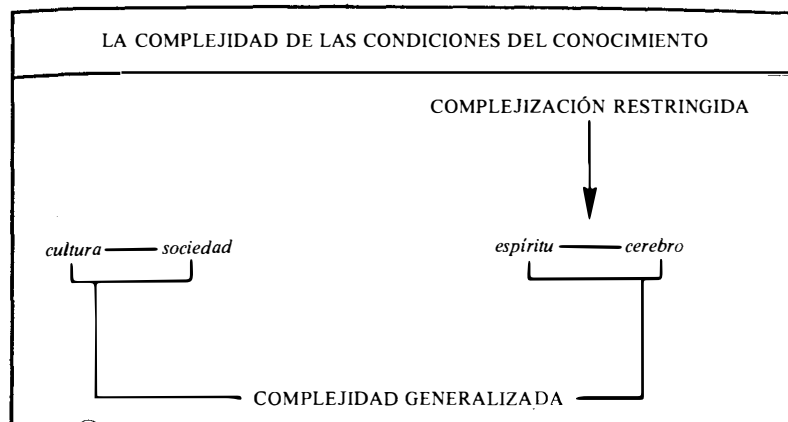 LA COMPLEJIDAD DE LAS CONDICIONES DEL CONOCIMIENTO
COMPLEJIZACIÓN RESTRINGIDA
cultura sociedad espíritu cerebro
COMPLEJIDAD GENERALIZADA